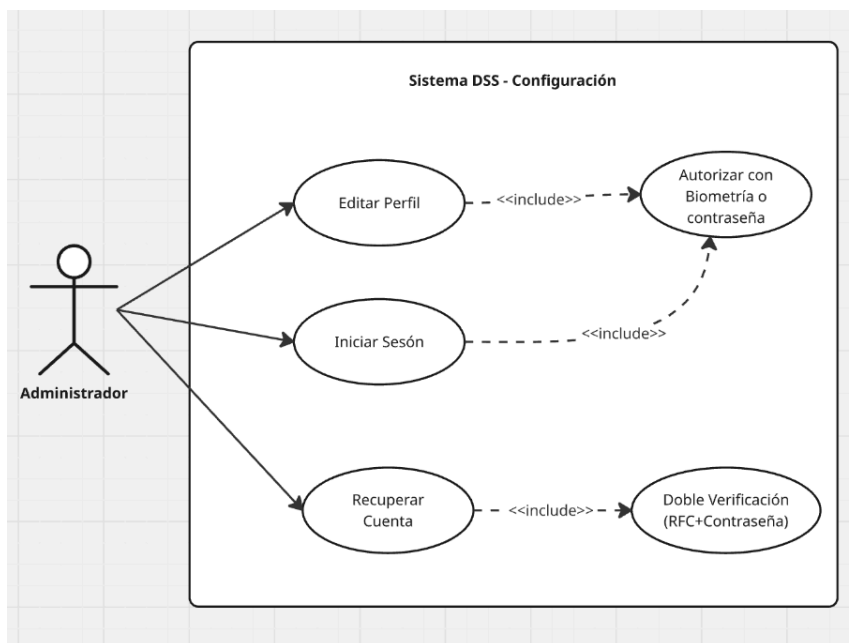 Sistema DSS - Configuración
Editar Perfil
<<include>>
Autorizar con
Biometría o
contraseña
Iniciar Sesón
<<include>>
Administrador
Recuperar
Cuenta
<<include>>
Doble Verificación
(RFC+Contraseña)